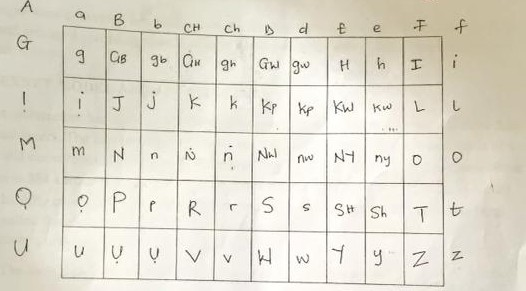 A a B b CH ch D d E e F f
G g GB gb GH gh GW gw H h I i
Ị ị J j K k Kp kp KW kw L l
M m N n Ṅ ṅ NW nw NY ny O o
Ọ ọ P p R r S s SH sh T t
U u Ụ ụ V v W w Y y Z z